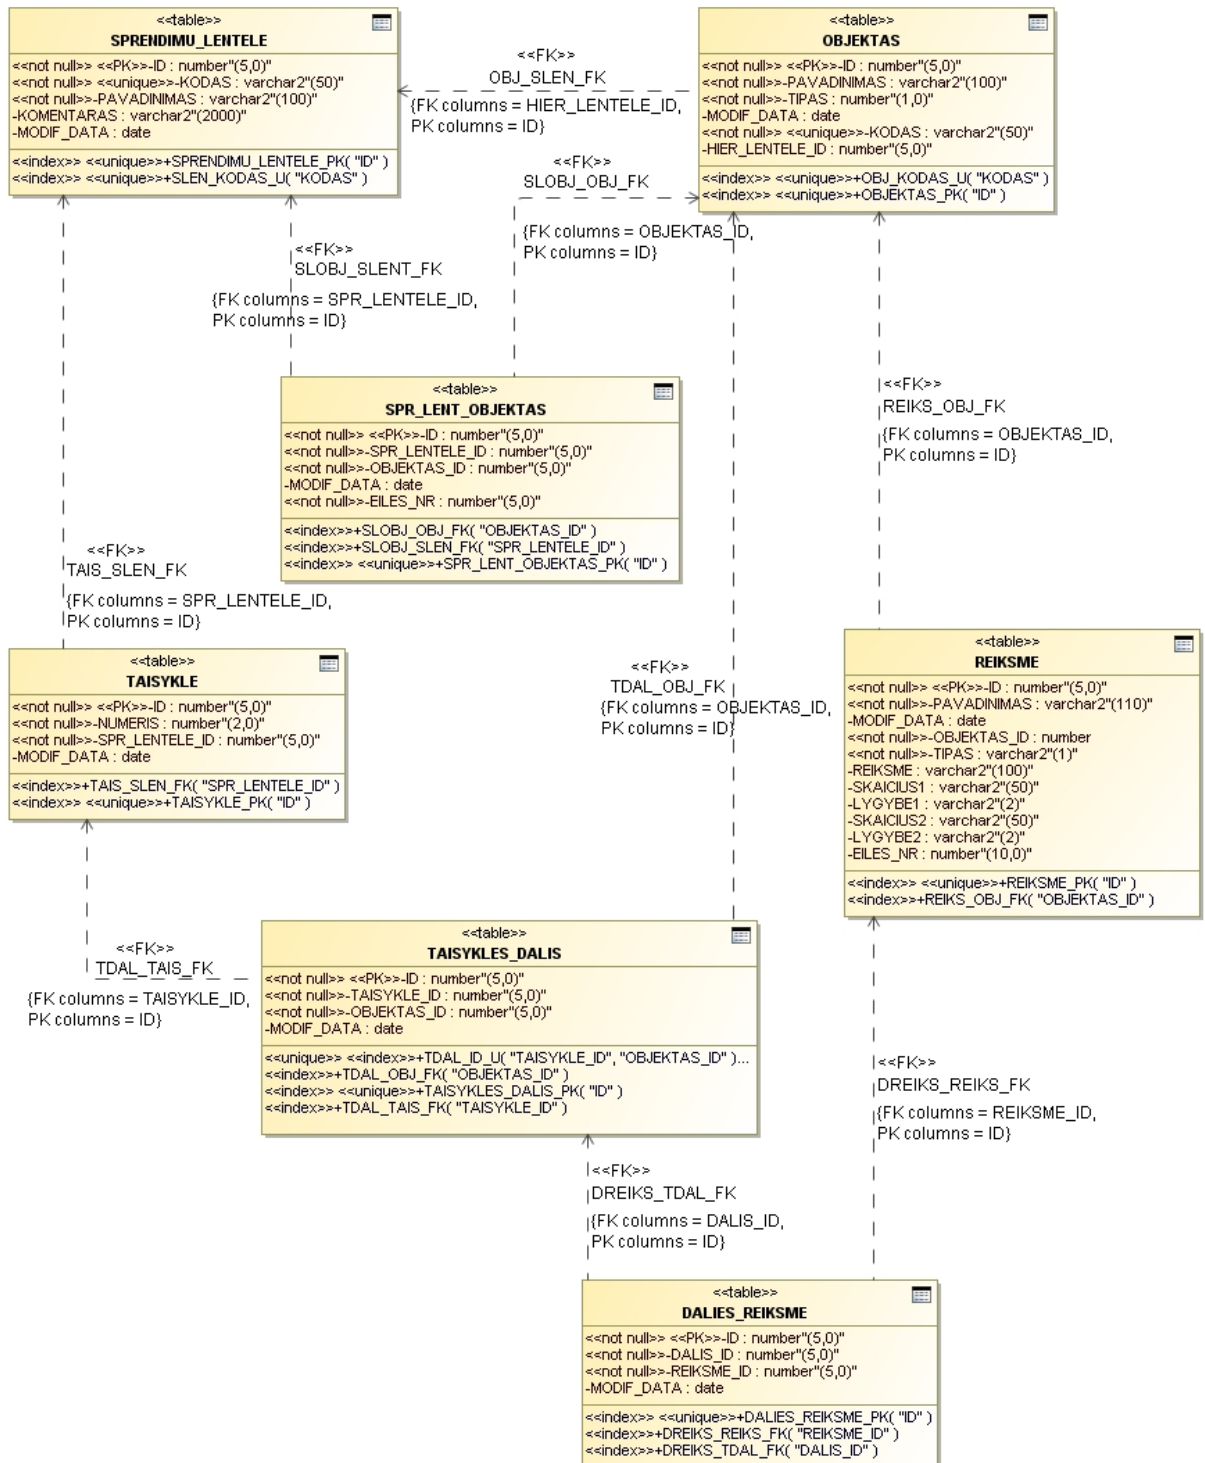 <<table>>
SPRENDIMU_LENTELE
<<not null>> <<PK>>-ID : number"(5,0)"
<<not null>> <<unique>>-KODAS : varchar2"(50)"
<<not null>>-PAVADINIMAS : varchar2"(100)"
-KOMENTARAS : varchar2"(2000)"
-MODIF_DATA : date
<<index>> <<unique>>+SPRENDIMU_LENTELE_PK( "ID" )
<<index>> <<unique>>+SLEN_KODAS_U( "KODAS" )
<<FK>>
OBJ_SLEN_FK
{FK columns = HIER_LENTELE_ID,
PK columns = ID}
<<table>>
OBJEKTAS
<<not null>> <<PK>>-ID : number"(5,0)"
<<not null>>-PAVADINIMAS : varchar2"(100)"
<<not null>>-TIPAS : number"(1,0)"
-MODIF_DATA : date
<<not null>> <<unique>>-KODAS : varchar2"(50)"
-HIER_LENTELE_ID : number"(5,0)"
<<index>> <<unique>>+OBJ_KODAS_U( "KODAS" )
<<index>> <<unique>>+OBJEKTAS_PK( "ID" )
<<FK>>
SLOBJ_OBJ_FK
{FK columns = OBJEKTAS_ID,
PK columns = ID}
<<FK>>
SLOBJ_SLENT_FK
{FK columns = SPR_LENTELE_ID,
PK columns = ID}
<<table>>
SPR_LENT_OBJEKTAS
<<not null>> <<PK>>-ID : number"(5,0)"
<<not null>>-SPR_LENTELE_ID : number"(5,0)"
<<not null>>-OBJEKTAS_ID : number"(5,0)"
-MODIF_DATA : date
<<not null>>-EILES_NR : number"(5,0)"
<<index>>+SLOBJ_OBJ_FK( "OBJEKTAS_ID" )
<<index>>+SLOBJ_SLEN_FK( "SPR_LENTELE_ID" )
<<index>> <<unique>>+SPR_LENT_OBJEKTAS_PK( "ID" )
<<FK>>
REIKS_OBJ_FK
{FK columns = OBJEKTAS_ID,
PK columns = ID}
<<FK>>
TAIS_SLEN_FK
{FK columns = SPR_LENTELE_ID,
PK columns = ID}
<<table>>
TAISYKLE
<<not null>> <<PK>>-ID : number"(5,0)"
<<not null>>-NUMERIS : number"(2,0)"
<<not null>>-SPR_LENTELE_ID : number"(5,0)"
-MODIF_DATA : date
<<index>>+TAIS_SLEN_FK( "SPR_LENTELE_ID" )
<<index>> <<unique>>+TAISYKLE_PK( "ID" )
<<FK>>
TDAL_OBJ_FK
{FK columns = OBJEKTAS_ID,
PK columns = ID}
<<table>>
REIKSME
<<not null>> <<PK>>-ID : number"(5,0)"
<<not null>>-PAVADINIMAS : varchar2"(110)"
-MODIF_DATA : date
<<not null>>-OBJEKTAS_ID : number
<<not null>>-TIPAS : varchar2"(1)"
-REIKSME : varchar2"(100)"
-SKAICIUS1 : varchar2"(50)"
-LYGYBE1 : varchar2"(2)"
-SKAICIUS2 : varchar2"(50)"
-LYGYBE2 : varchar2"(2)"
-EILES_NR : number"(10,0)"
<<index>> <<unique>>+REIKSME_PK( "ID" )
<<index>>+REIKS_OBJ_FK( "OBJEKTAS_ID" )
<<FK>>
TDAL_TAIS_FK
{FK columns = TAISYKLE_ID,
PK columns = ID}
<<table>>
TAISYKLES_DALIS
<<not null>> <<PK>>-ID : number"(5,0)"
<<not null>>-TAISYKLE_ID : number"(5,0)"
<<not null>>-OBJEKTAS_ID : number"(5,0)"
-MODIF_DATA : date
<<unique>> <<index>>+TDAL_ID_U( "TAISYKLE_ID", "OBJEKTAS_ID" )...
<<index>>+TDAL_OBJ_FK( "OBJEKTAS_ID" )
<<index>> <<unique>>+TAISYKLES_DALIS_PK( "ID" )
<<index>>+TDAL_TAIS_FK( "TAISYKLE_ID" )
<<FK>>
DREIKS_REIKS_FK
{FK columns = REIKSME_ID,
PK columns = ID}
<<FK>>
DREIKS_TDAL_FK
{FK columns = DALIS_ID,
PK columns = ID}
<<table>>
DALIES_REIKSME
<<not null>> <<PK>>-ID : number"(5,0)"
<<not null>>-DALIS_ID : number"(5,0)"
<<not null>>-REIKSME_ID : number"(5,0)"
-MODIF_DATA : date
<<index>> <<unique>>+DALIES_REIKSME_PK( "ID" )
<<index>>+DREIKS_REIKS_FK( "REIKSME_ID" )
<<index>>+DREIKS_TDAL_FK( "DALIS_ID" )